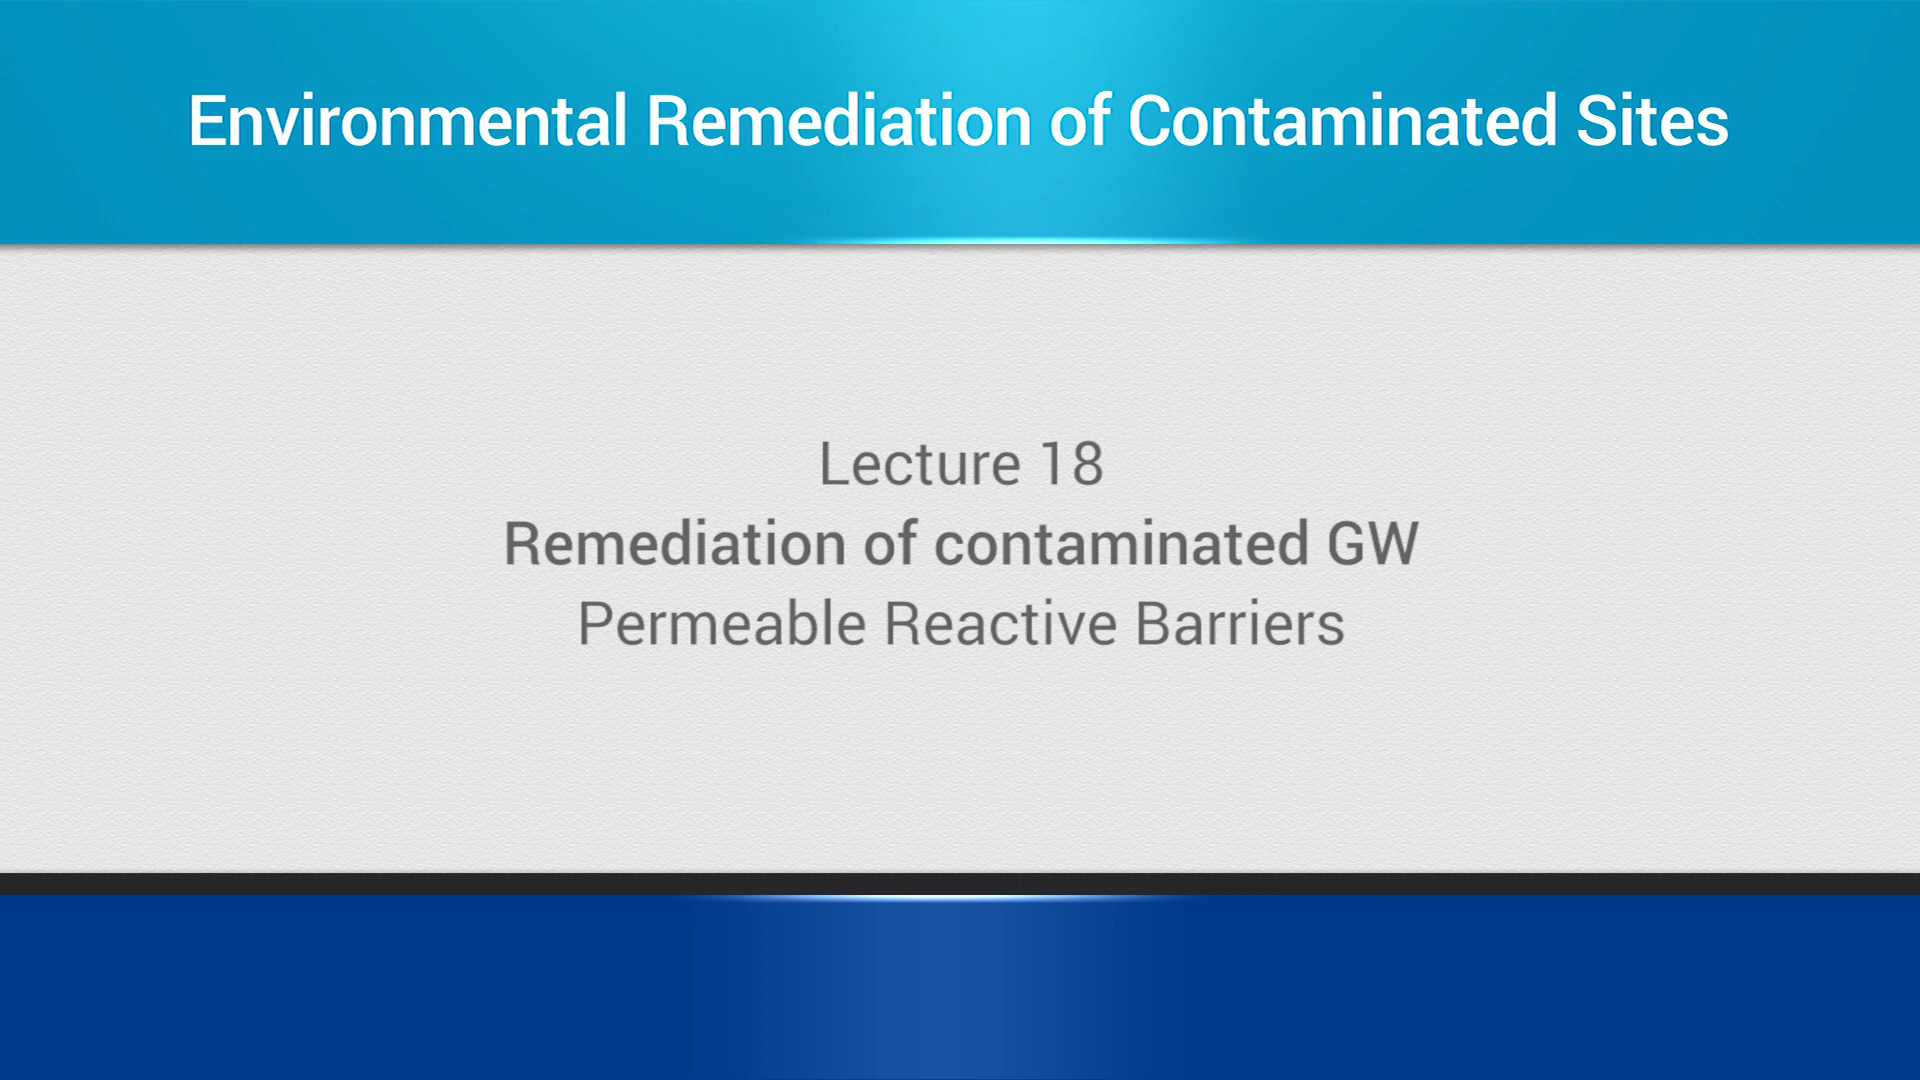 Environmental Remediation of Contaminated Sites
Lecture 18
Remediation of contaminated GW
Permeable Reactive Barriers